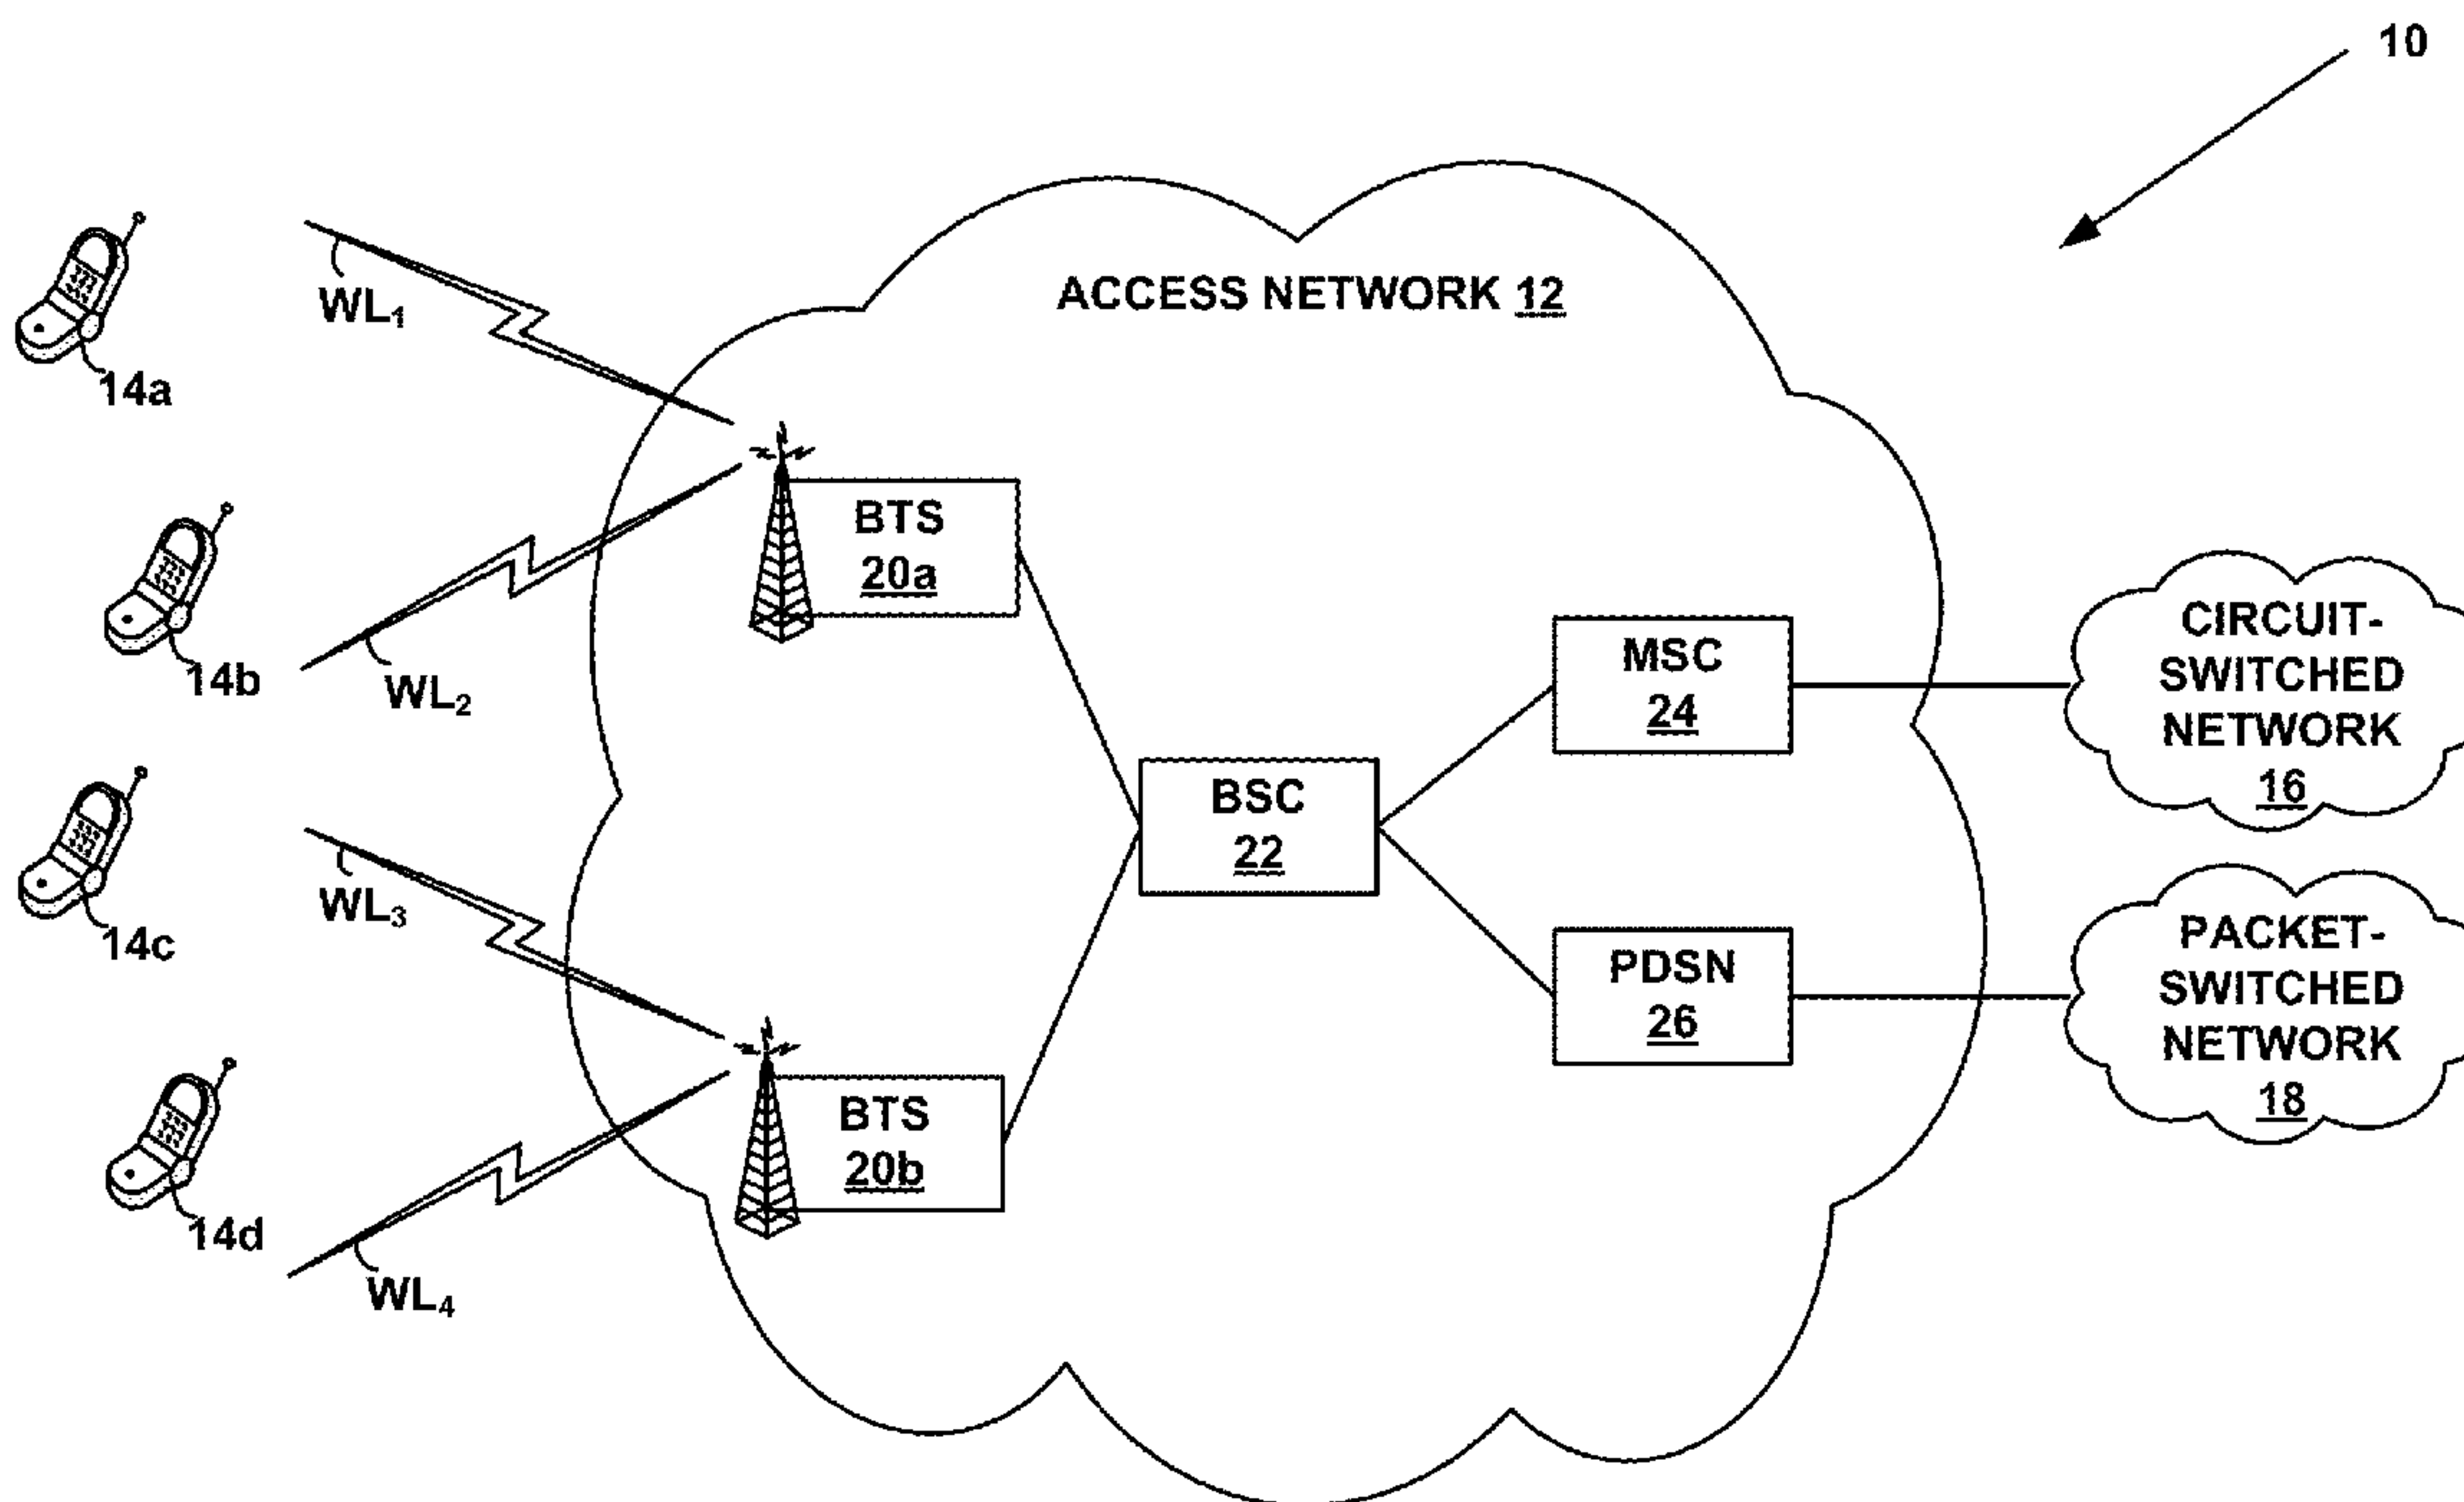 10
ACCESS NETWORK 12
WL₁
14a
BTS
20a
14b
WL₂
CIRCUIT-
SWITCHED
NETWORK
16
MSC
24
BSC
22
WL₃
14c
PACKET-
SWITCHED
NETWORK
18
PDSN
26
BTS
20b
14d
WL₄